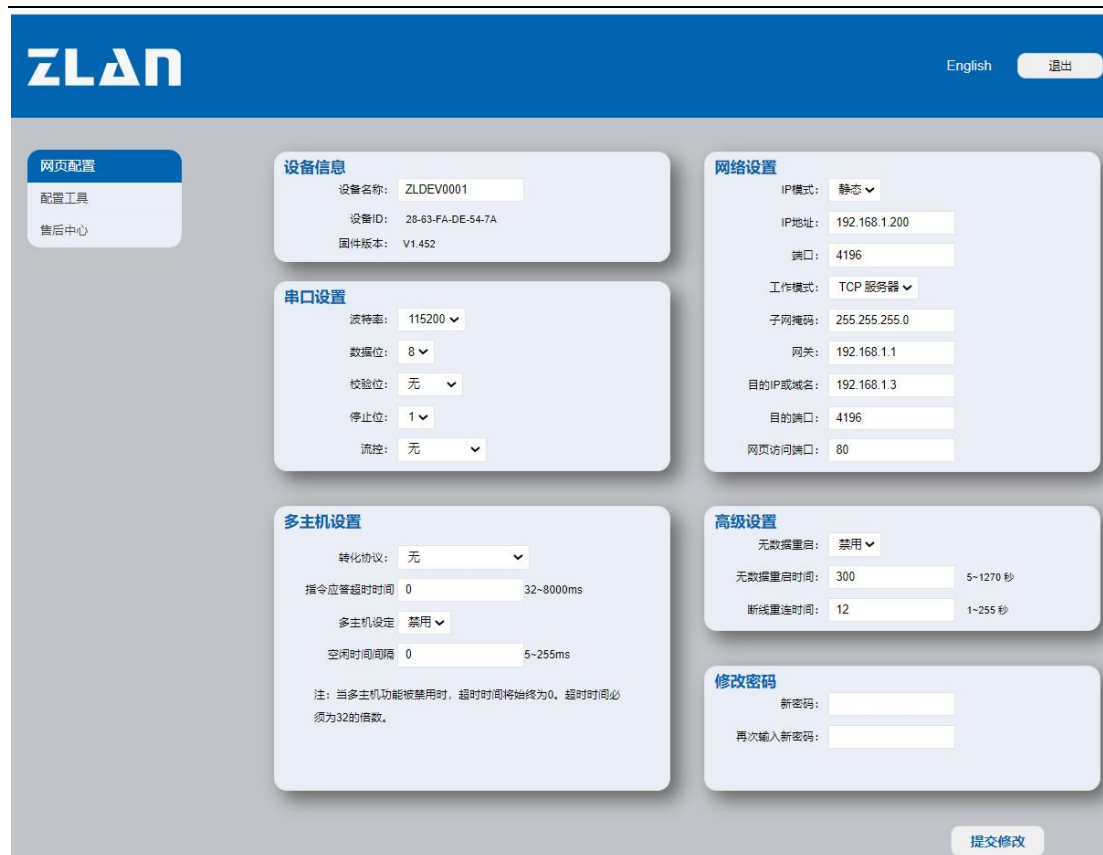 ZLAN
English 退出
网页配置
配置工具
售后中心
设备信息
设备名称: ZLDEV0001
设备ID: 28-63-FA-DE-54-7A
固件版本: V1.452
串口设置
波特率: 115200
数据位: 8
校验位: 无
停止位: 1
流控: 无
网络设置
IP模式: 静态
IP地址: 192.168.1.200
端口: 4196
工作模式: TCP 服务器
子网掩码: 255.255.255.0
网关: 192.168.1.1
目的IP或域名: 192.168.1.3
目的端口: 4196
网页访问端口: 80
多主机设置
转化协议: 无
指令应答超时时间 0 32~8000ms
多主机设定 禁用
空闲时间间隔 0 5~255ms
注: 当多主机功能被禁用时, 超时时间将始终为0。超时时间必
须为32的倍数。
高级设置
无数据重启: 禁用
无数据重启时间: 300 5~1270 秒
断线重连时间: 12 1~255 秒
修改密码
新密码:
再次输入新密码:
提交修改